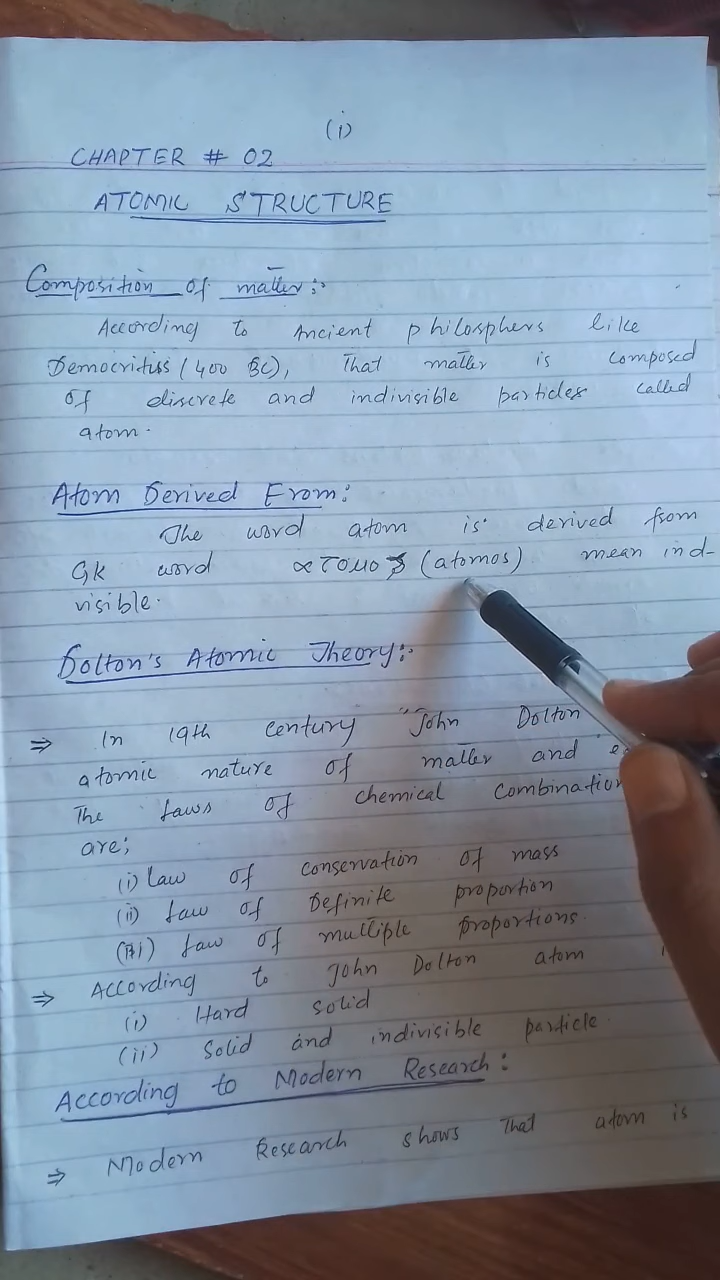 (i)
CHAPTER # 02
ATOMIC STRUCTURE
Composition of matter:-
According to Ancient philosphers like
Democritiss (400 BC), That matter is composed
of discrete and indivisible particles called
atom.
Atom Derived From:
The word atom is derived from
GK word (atomos) mean ind-
visible.
Dolton's Atomic Theory:-
⇒ In 19th century "John Dolton
atomic nature of matter and
The Laws of chemical combination
are;
(i) Law of conservation of mass
(ii) Law of Definite proportion
(iii) Law of multiple proportions.
⇒ According to John Dolton atom
(i) Hard solid
(ii) Solid and indivisible particle.
According to Modern Research:
⇒ Modern Research shows That atom is